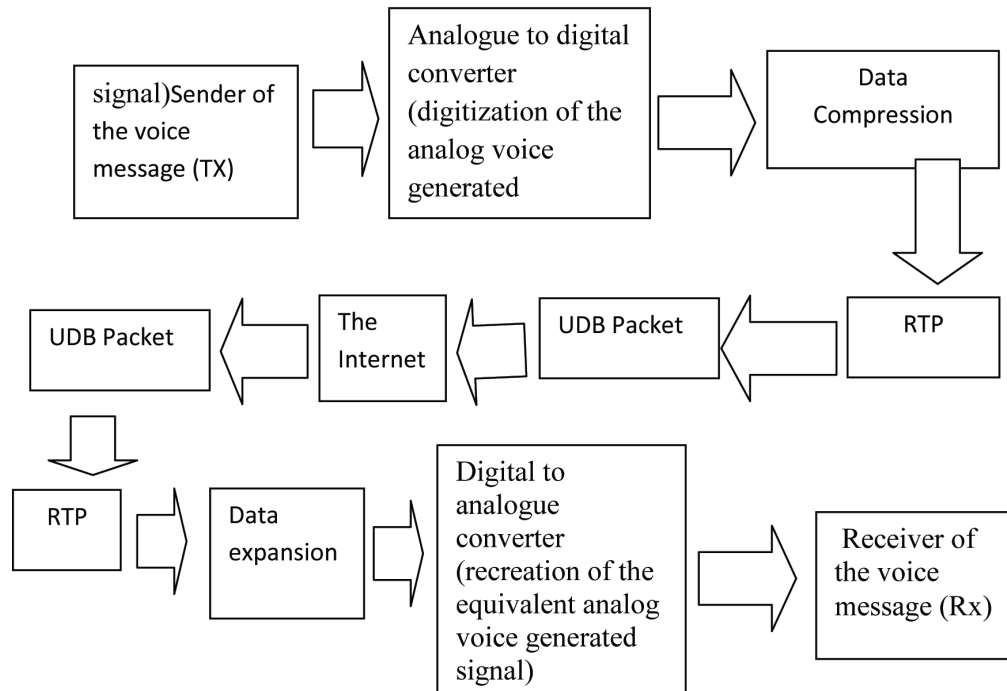 signal)Sender of
the voice
message (TX)
Analogue to digital
converter
(digitization of the
analog voice
generated
Data
Compression
RTP
UDB Packet
The
Internet
UDB Packet
RTP
Data
expansion
Digital to
analogue
converter
(recreation of the
equivalent analog
voice generated
signal)
Receiver of
the voice
message (Rx)